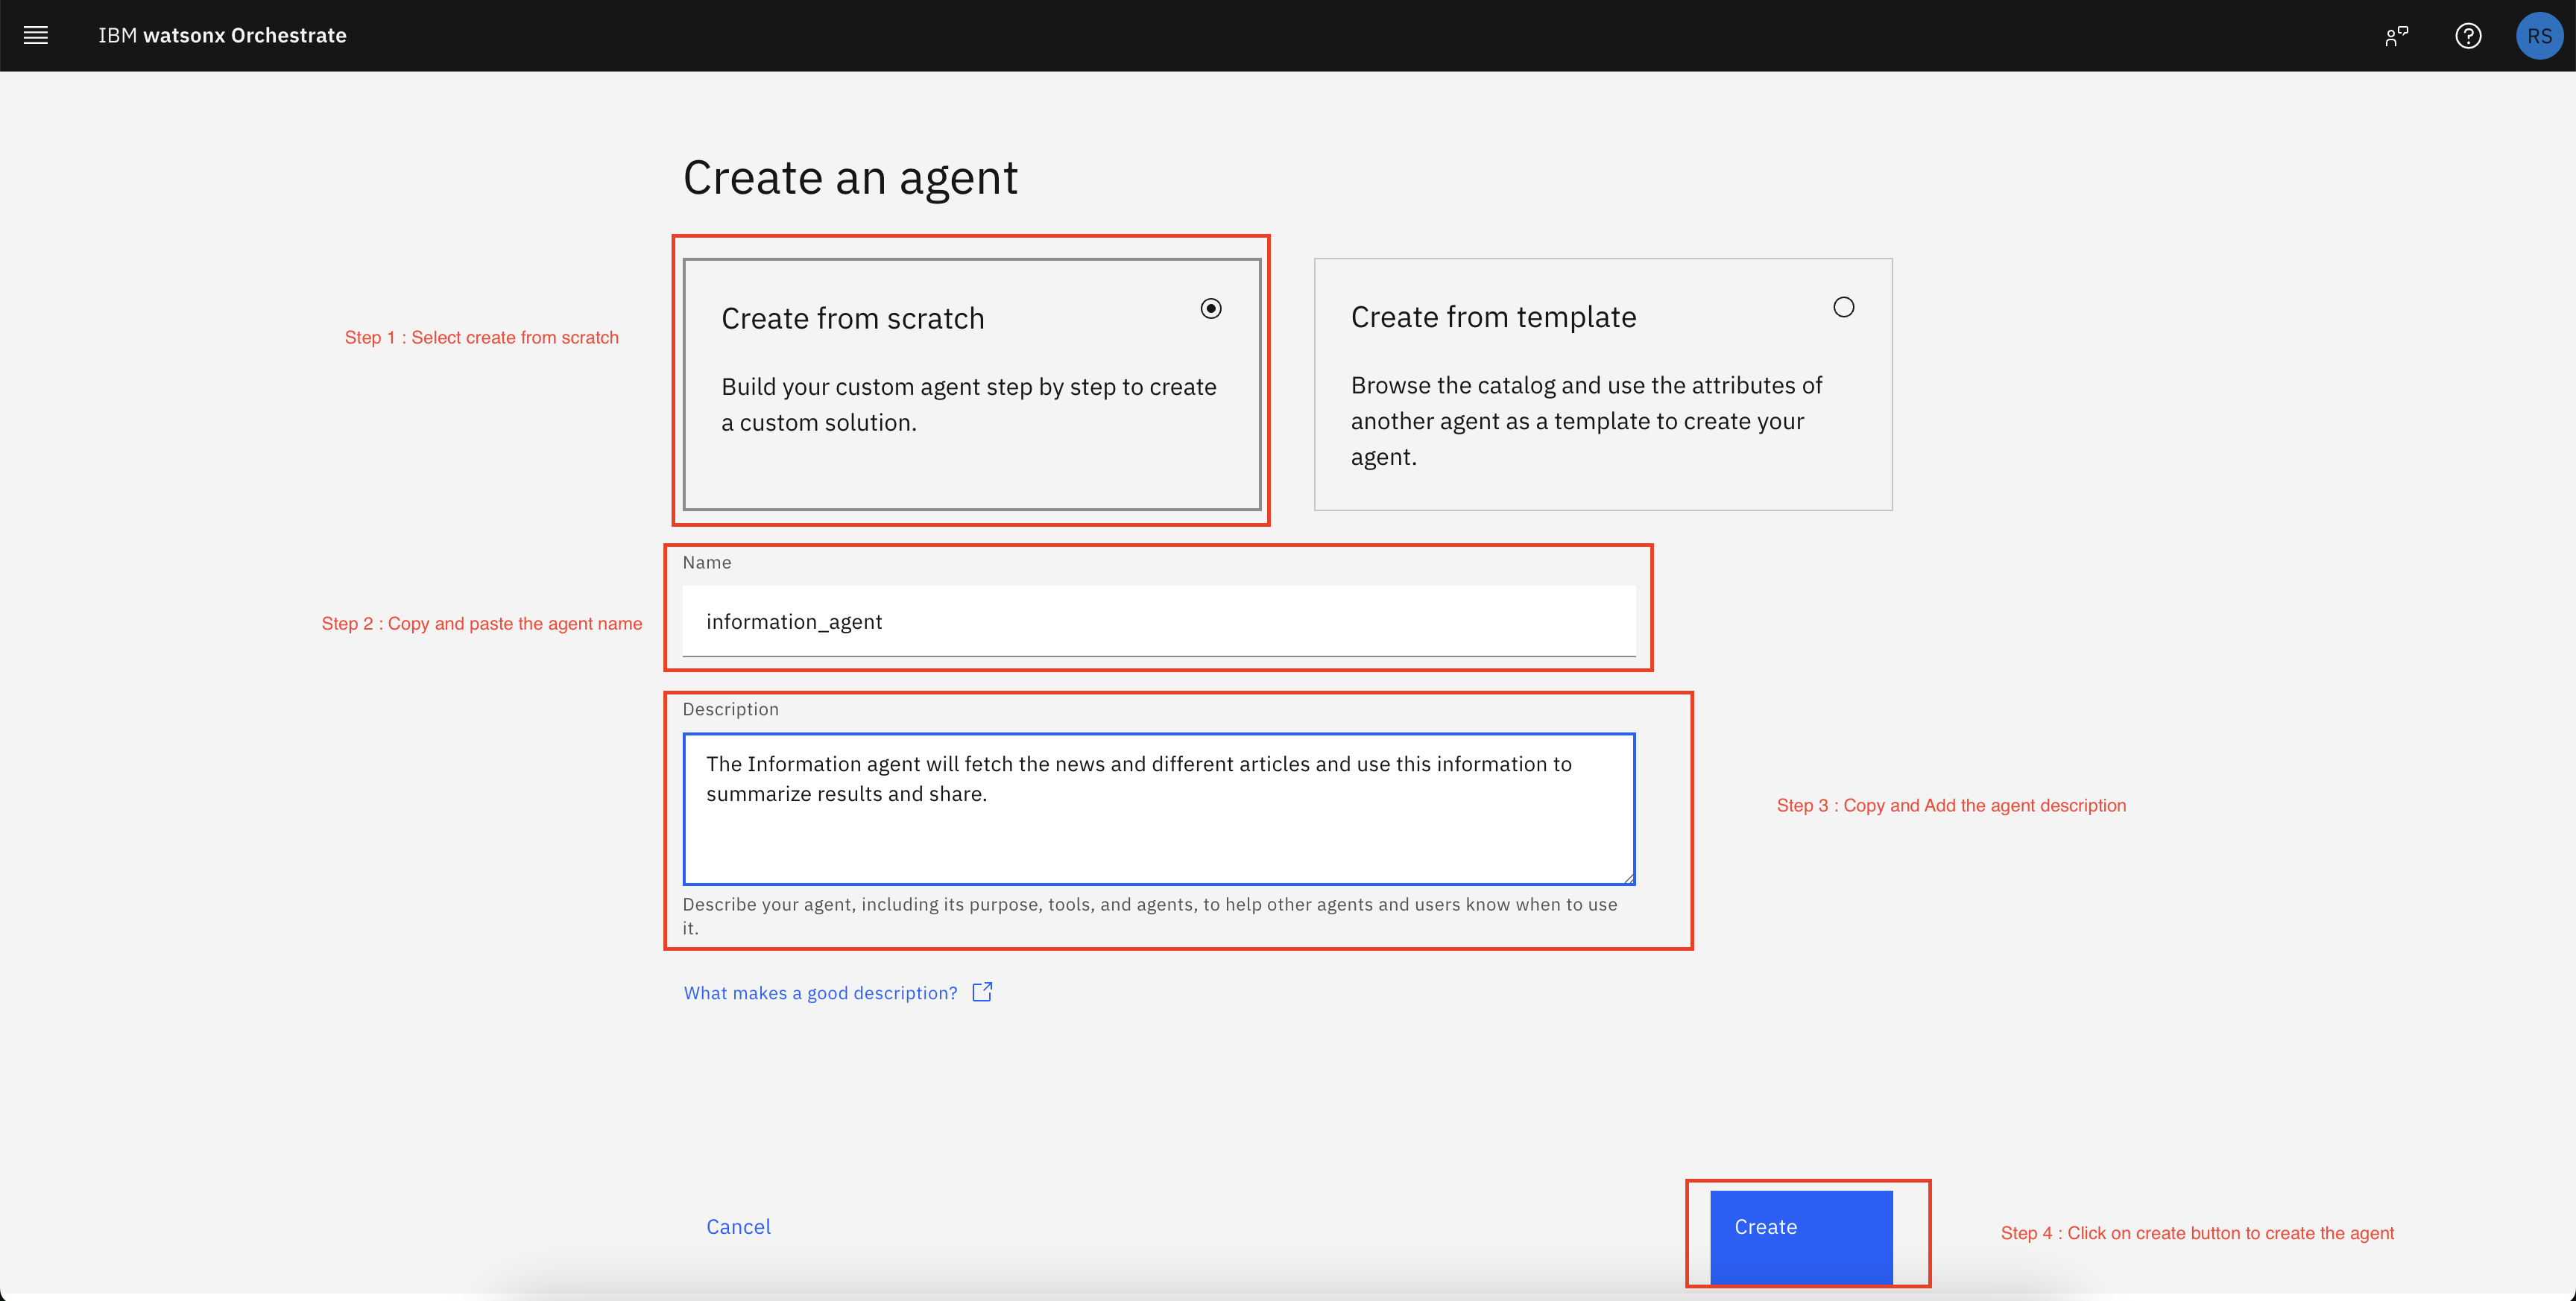 IBM watsonx Orchestrate
RS
Create an agent
Create from scratch
Build your custom agent step by step to create
a custom solution.
Create from template
Browse the catalog and use the attributes of
another agent as a template to create your
agent.
Step 1 : Select create from scratch
Name
information_agent
Step 2 : Copy and paste the agent name
Description
The Information agent will fetch the news and different articles and use this information to
summarize results and share.
Step 3 : Copy and Add the agent description
Describe your agent, including its purpose, tools, and agents, to help other agents and users know when to use
it.
What makes a good description?
Cancel
Create
Step 4 : Click on create button to create the agent